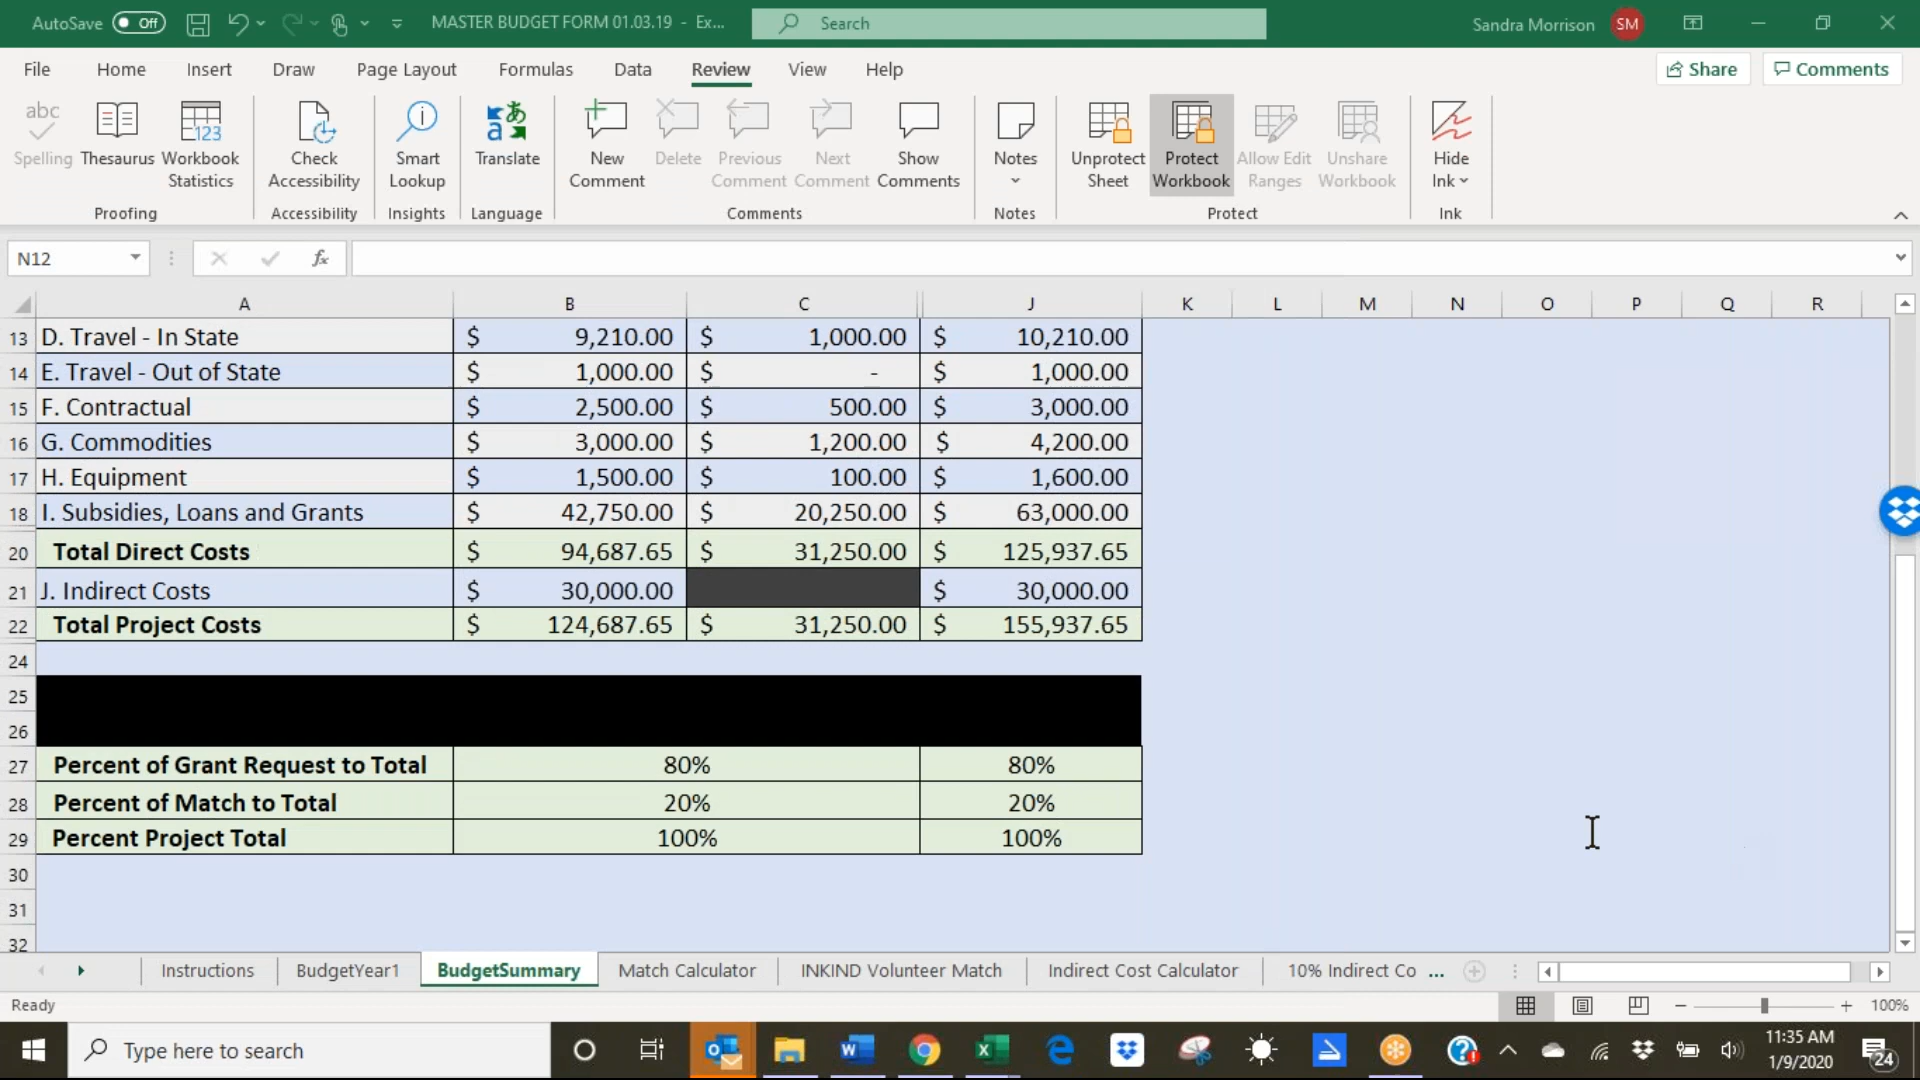 AutoSave Off MASTER BUDGET FORM 01.03.19 - Ex... Search Sandra Morrison SM
File Home Insert Draw Page Layout Formulas Data Review View Help Share Comments
abc Spelling Thesaurus 123 Workbook Statistics Check Accessibility Smart Lookup Translate New Comment Delete Previous Comment Next Comment Show Comments Notes Unprotect Sheet Protect Workbook Allow Edit Ranges Unshare Workbook Hide Ink
Proofing Accessibility Insights Language Comments Notes Protect Ink
N12 fx
A B C J K L M N O P Q R
13 D. Travel - In State $ 9,210.00 $ 1,000.00 $ 10,210.00
14 E. Travel - Out of State $ 1,000.00 $ - $ 1,000.00
15 F. Contractual $ 2,500.00 $ 500.00 $ 3,000.00
16 G. Commodities $ 3,000.00 $ 1,200.00 $ 4,200.00
17 H. Equipment $ 1,500.00 $ 100.00 $ 1,600.00
18 I. Subsidies, Loans and Grants $ 42,750.00 $ 20,250.00 $ 63,000.00
20 Total Direct Costs $ 94,687.65 $ 31,250.00 $ 125,937.65
21 J. Indirect Costs $ 30,000.00 $ 30,000.00
22 Total Project Costs $ 124,687.65 $ 31,250.00 $ 155,937.65
24
25
26
27 Percent of Grant Request to Total 80% 80%
28 Percent of Match to Total 20% 20%
29 Percent Project Total 100% 100%
30
31
32
Instructions BudgetYear1 BudgetSummary Match Calculator INKIND Volunteer Match Indirect Cost Calculator 10% Indirect Co ...
Ready 100%
Type here to search 11:35 AM
1/9/2020 24